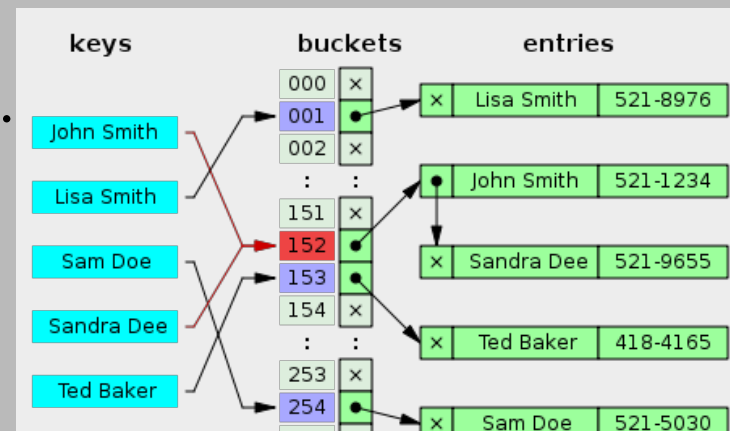 keys buckets entries
000 ×
001
002 ×
: :
151 ×
152
153
154 ×
: :
253 ×
254
John Smith
Lisa Smith
Sam Doe
Sandra Dee
Ted Baker
× Lisa Smith 521-8976
John Smith 521-1234
× Sandra Dee 521-9655
× Ted Baker 418-4165
× Sam Doe 521-5030